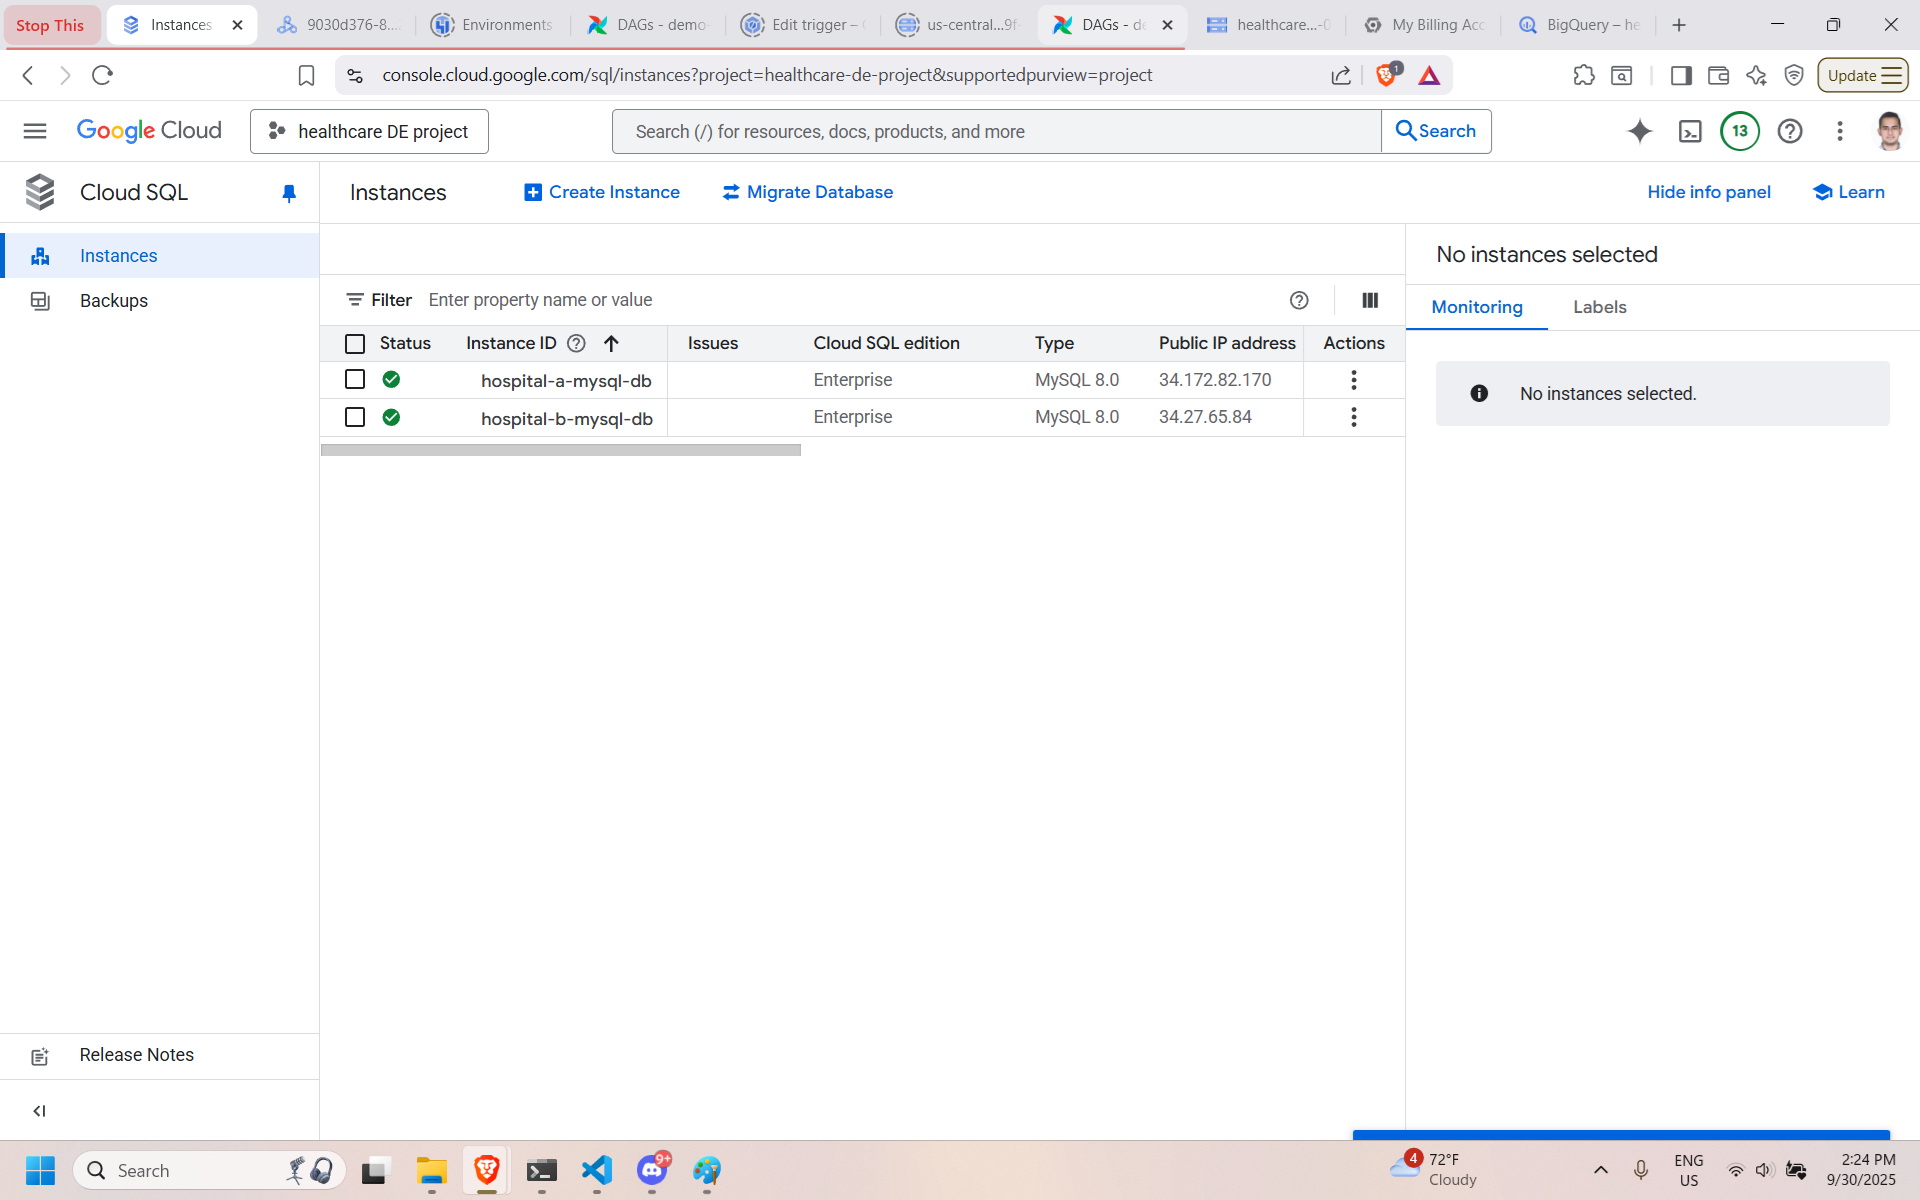 Stop This
Instances
9030d376-8...
Environments
DAGs - demo-
Edit trigger –
us-central...9f
DAGs - de
healthcare...-0
My Billing Acc
BigQuery – he
console.cloud.google.com/sql/instances?project=healthcare-de-project&supportedpurview=project
1
Update
Google Cloud
healthcare DE project
Search (/) for resources, docs, products, and more
Search
13
Cloud SQL
Instances
Create Instance
Migrate Database
Hide info panel
Learn
Instances
Backups
Release Notes
Filter
Enter property name or value
Status
Instance ID
Issues
Cloud SQL edition
Type
Public IP address
Actions
hospital-a-mysql-db
Enterprise
MySQL 8.0
34.172.82.170
hospital-b-mysql-db
Enterprise
MySQL 8.0
34.27.65.84
No instances selected
Monitoring
Labels
No instances selected.
Search
9+
4
72°F
Cloudy
ENG
US
2:24 PM
9/30/2025